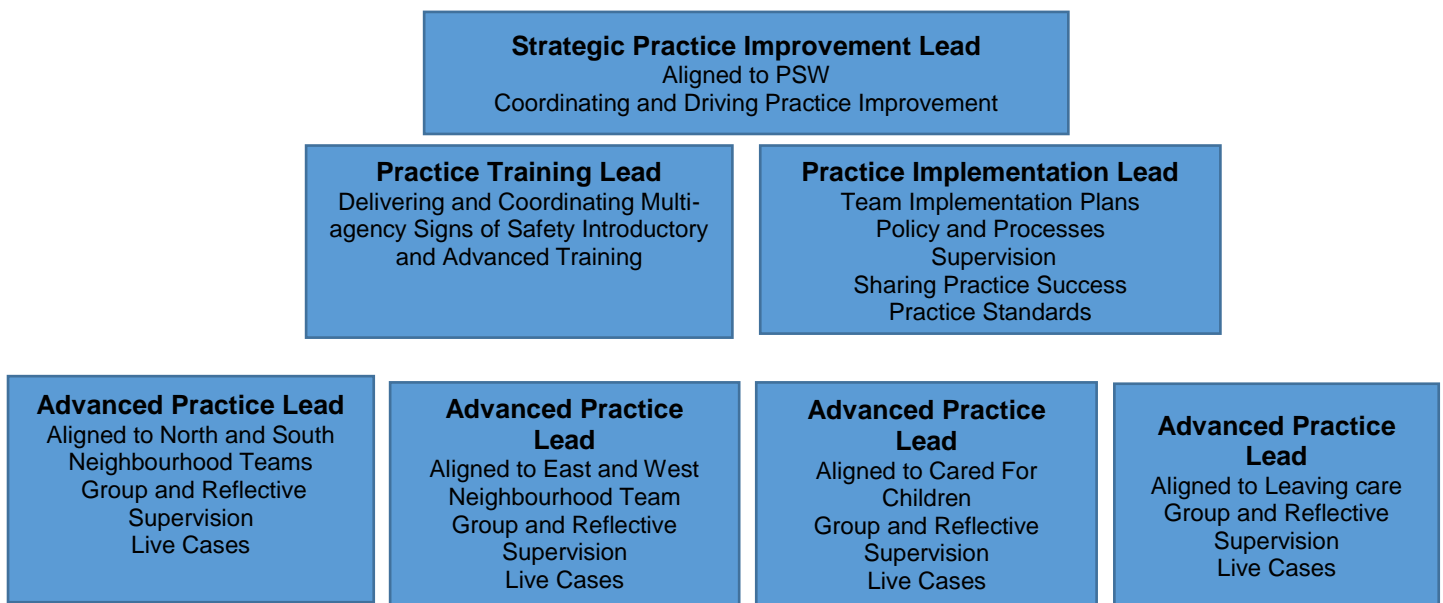 Strategic Practice Improvement Lead
Aligned to PSW
Coordinating and Driving Practice Improvement
Practice Training Lead
Delivering and Coordinating Multi-
agency Signs of Safety Introductory
and Advanced Training
Practice Implementation Lead
Team Implementation Plans
Policy and Processes
Supervision
Sharing Practice Success
Practice Standards
Advanced Practice Lead
Aligned to North and South
Neighbourhood Teams
Group and Reflective
Supervision
Live Cases
Advanced Practice
Lead
Aligned to East and West
Neighbourhood Team
Group and Reflective
Supervision
Live Cases
Advanced Practice
Lead
Aligned to Cared For
Children
Group and Reflective
Supervision
Live Cases
Advanced Practice
Lead
Aligned to Leaving care
Group and Reflective
Supervision
Live Cases